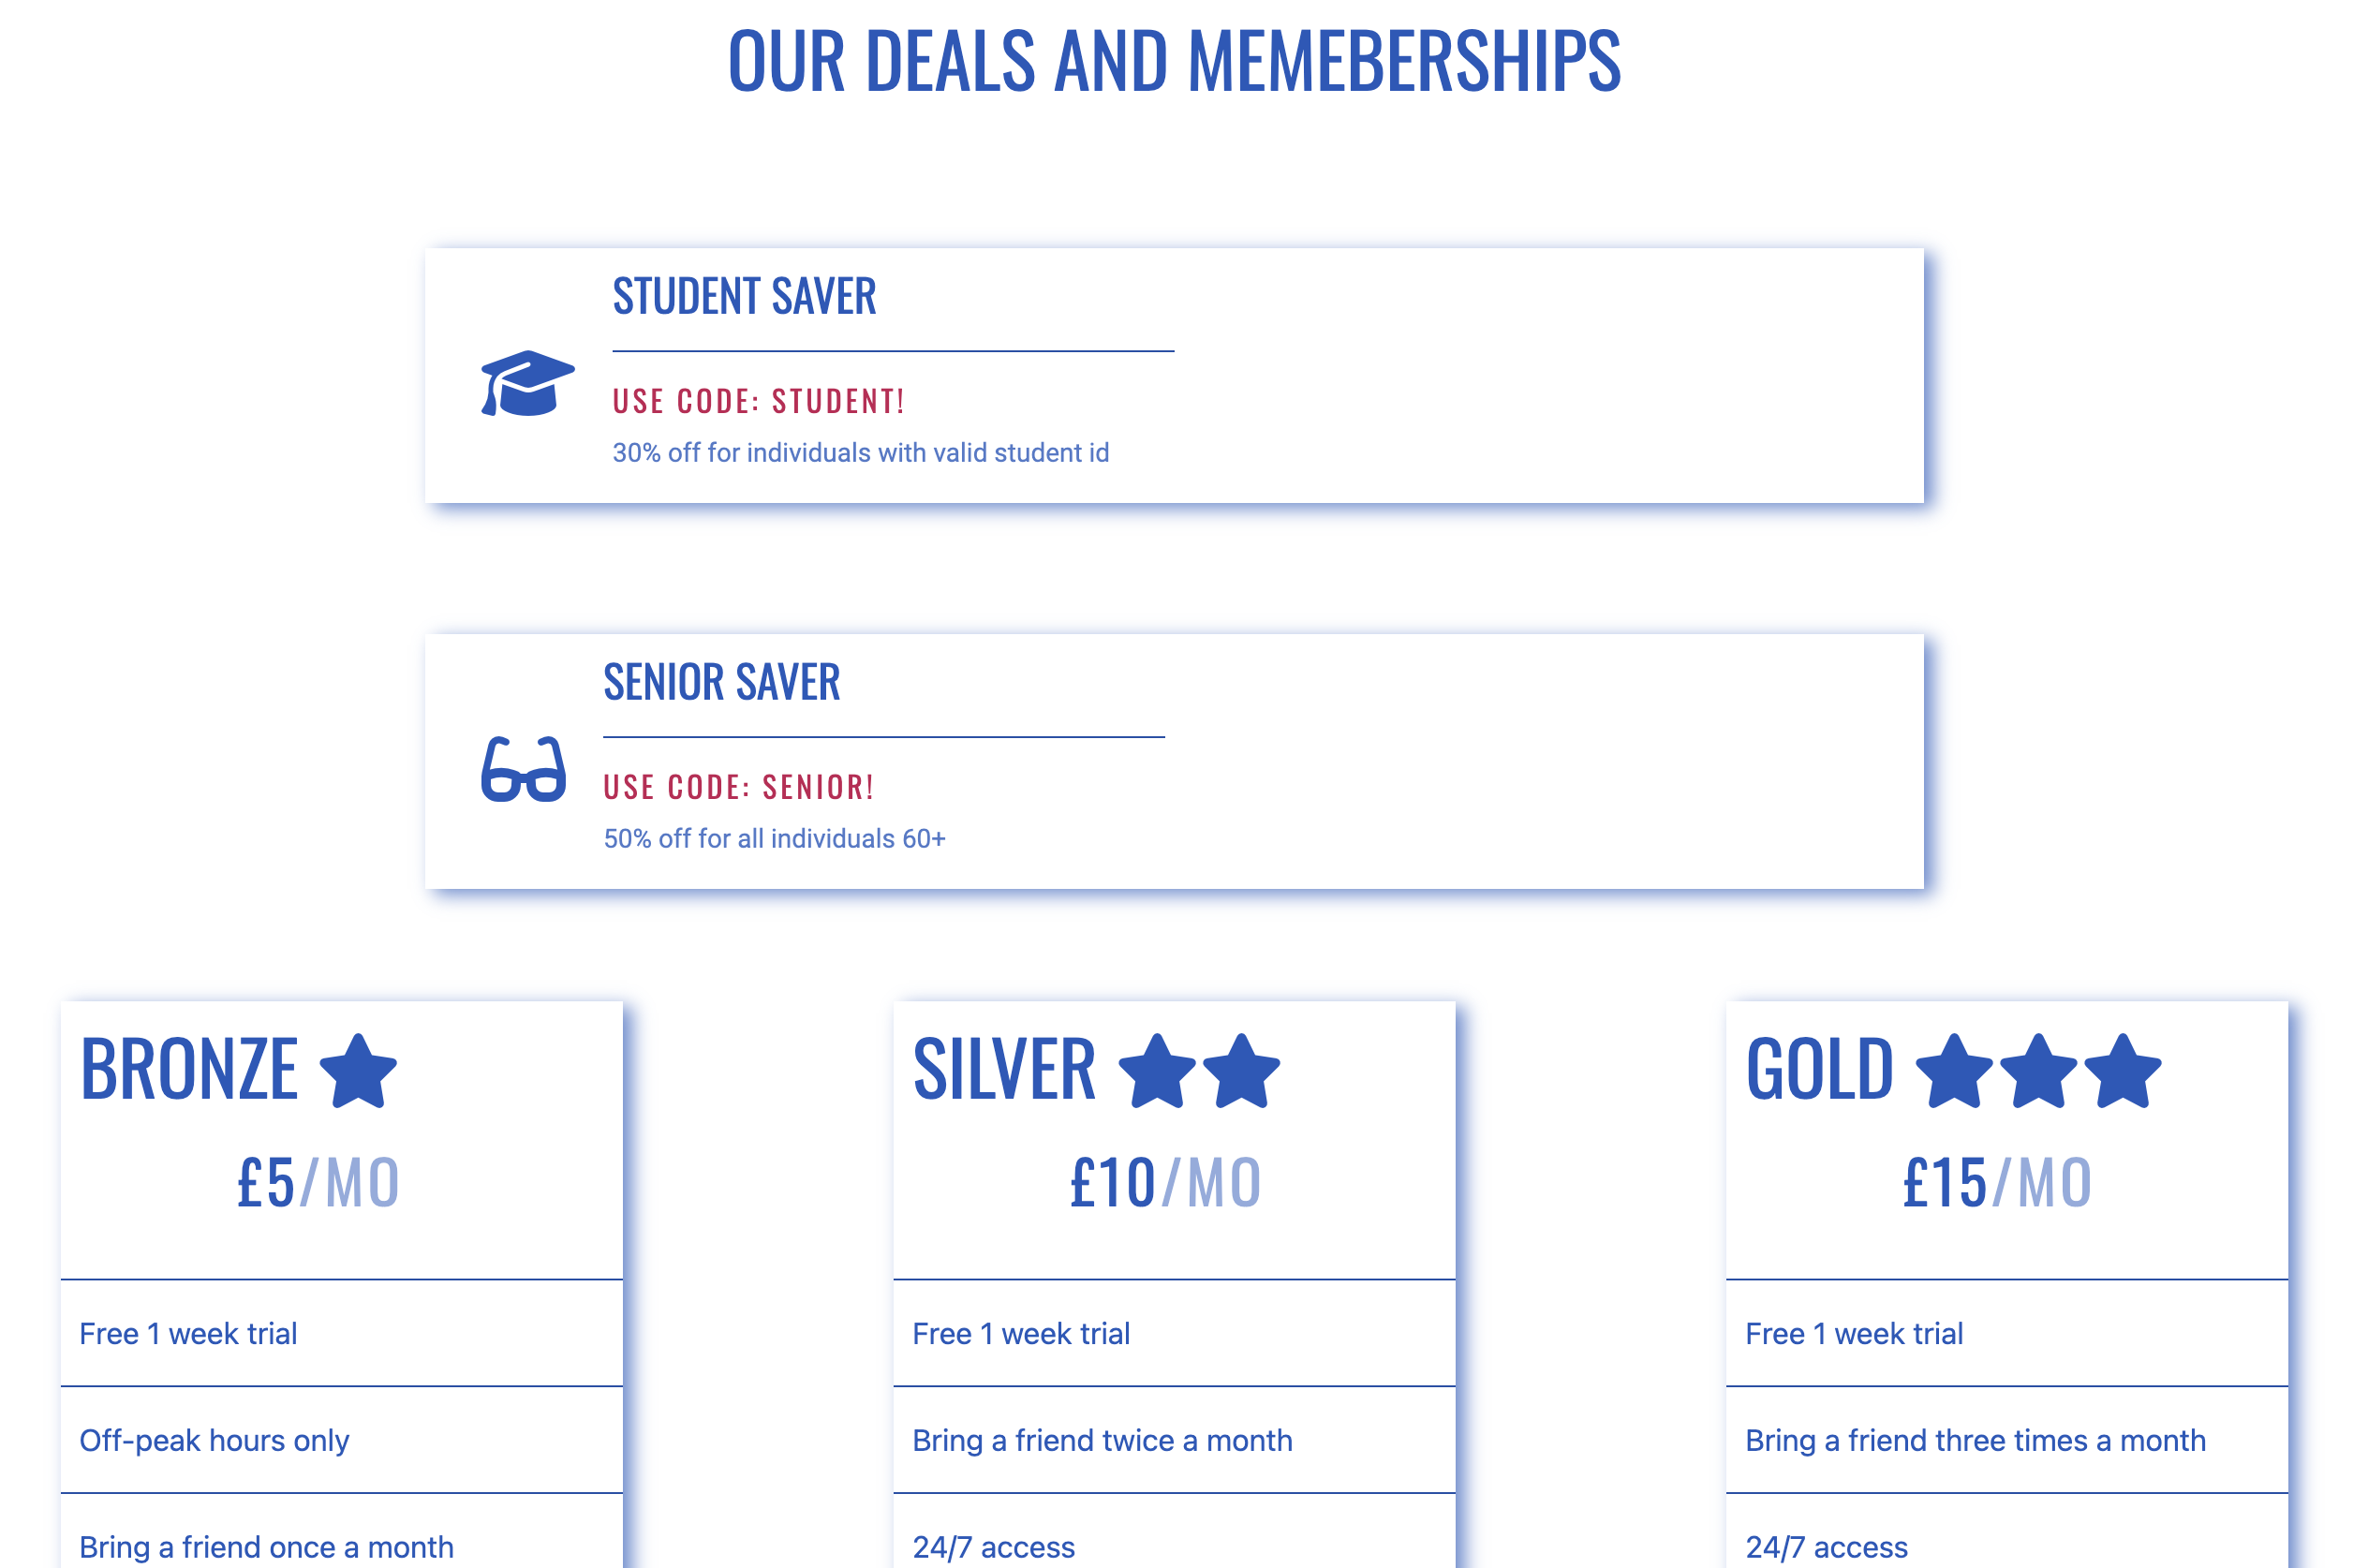 OUR DEALS AND MEMEBERSHIPS
STUDENT SAVER
USE CODE: STUDENT!
30% off for individuals with valid student id
SENIOR SAVER
USE CODE: SENIOR!
50% off for all individuals 60+
BRONZE
£5/MO
Free 1 week trial
Off-peak hours only
Bring a friend once a month
SILVER
£10/MO
Free 1 week trial
Bring a friend twice a month
24/7 access
GOLD
£15/MO
Free 1 week trial
Bring a friend three times a month
24/7 access